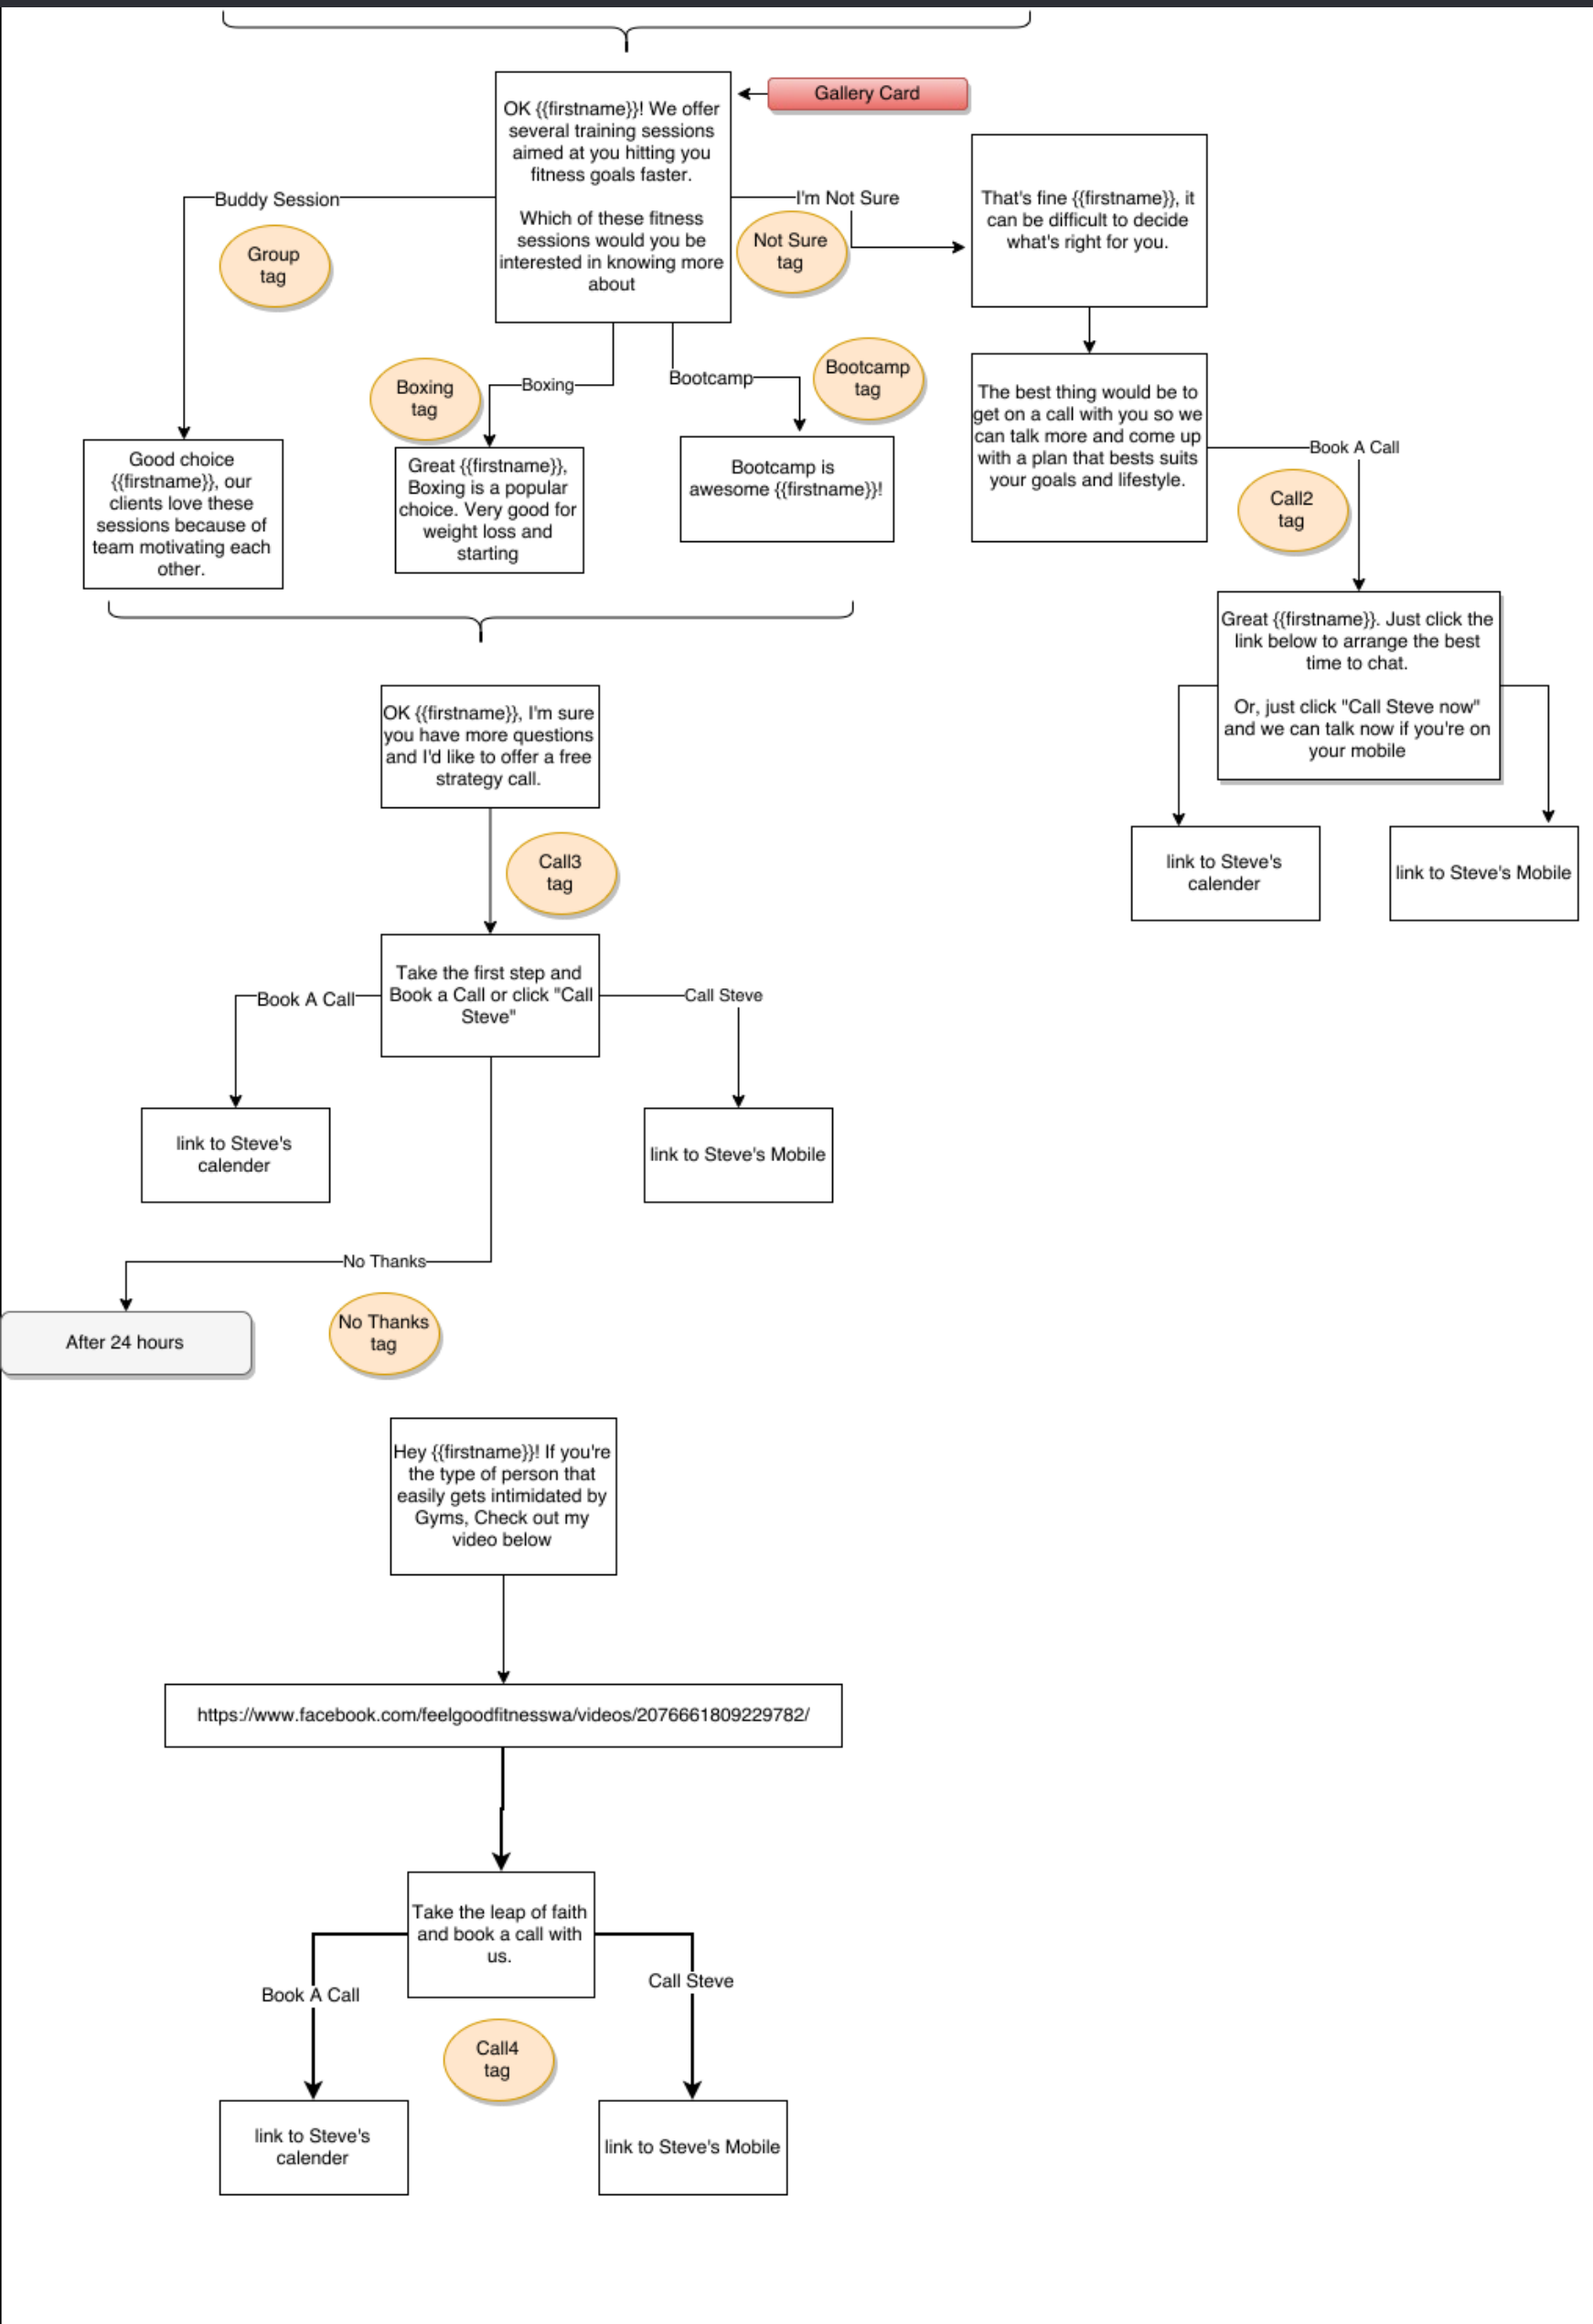 OK {{firstname}}! We offer
several training sessions
aimed at you hitting you
fitness goals faster.
Which of these fitness
sessions would you be
interested in knowing more
about
Gallery Card
Buddy Session
Group
tag
I'm Not Sure
Not Sure
tag
That's fine {{firstname}}, it
can be difficult to decide
what's right for you.
Boxing
tag
Boxing
Bootcamp
Bootcamp
tag
The best thing would be to
get on a call with you so we
can talk more and come up
with a plan that bests suits
your goals and lifestyle.
Book A Call
Call2
tag
Good choice
{{firstname}}, our
clients love these
sessions because of
team motivating each
other.
Great {{firstname}},
Boxing is a popular
choice. Very good for
weight loss and
starting
Bootcamp is
awesome {{firstname}}!
Great {{firstname}}. Just click the
link below to arrange the best
time to chat.
Or, just click "Call Steve now"
and we can talk now if you're on
your mobile
link to Steve's
calender
link to Steve's Mobile
OK {{firstname}}, I'm sure
you have more questions
and I'd like to offer a free
strategy call.
Call3
tag
Take the first step and
Book a Call or click "Call
Steve"
Book A Call
Call Steve
link to Steve's
calender
link to Steve's Mobile
No Thanks
After 24 hours
No Thanks
tag
Hey {{firstname}}! If you're
the type of person that
easily gets intimidated by
Gyms, Check out my
video below
https://www.facebook.com/feelgoodfitnesswa/videos/2076661809229782/
Take the leap of faith
and book a call with
us.
Book A Call
Call Steve
Call4
tag
link to Steve's
calender
link to Steve's Mobile